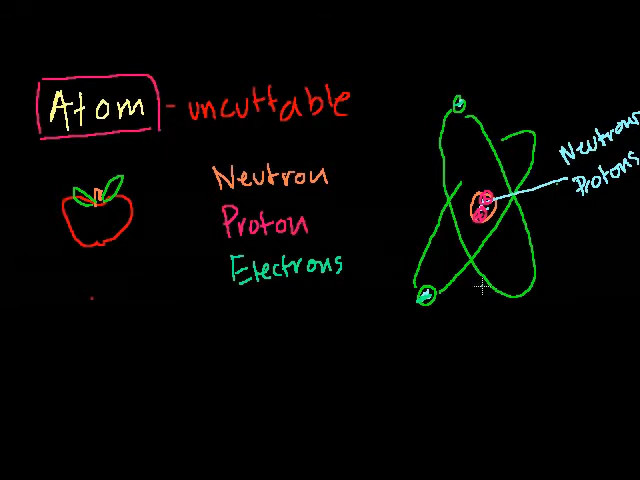 Atom - uncuttable
Neutron
Proton
Electrons
Neutrons
Protons